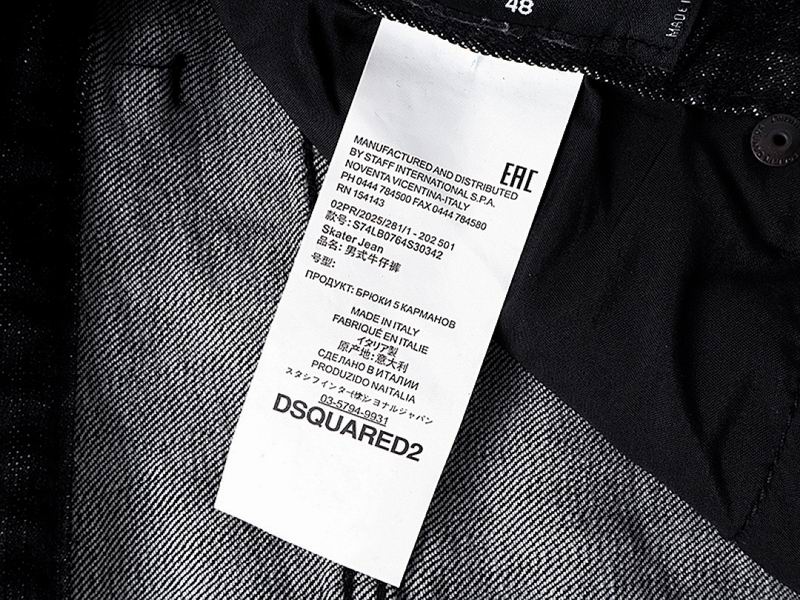 48
MADE I
MANUFACTURED AND DISTRIBUTED
BY STAFF INTERNATIONAL S.P.A.
NOVENTA VICENTINA-ITALY
PH 0444 784500 FAX 0444 784580
RN 154143
EAC
02PR/2025/281/1 - 202 501
款号: S74LB0764S30342
Skater Jean
品名: 男式牛仔裤
号型:
ПРОДУКТ: БРЮКИ 5 КАРМАНОВ
MADE IN ITALY
FABRIQUÉ EN ITALIE
イタリア製
原产地: 意大利
СДЕЛАНО В ИТАЛИИ
PRODUZIDO NAITALIA
スタッフインター(株)ショナルジャパン
03-5794-9931
DSQUARED2